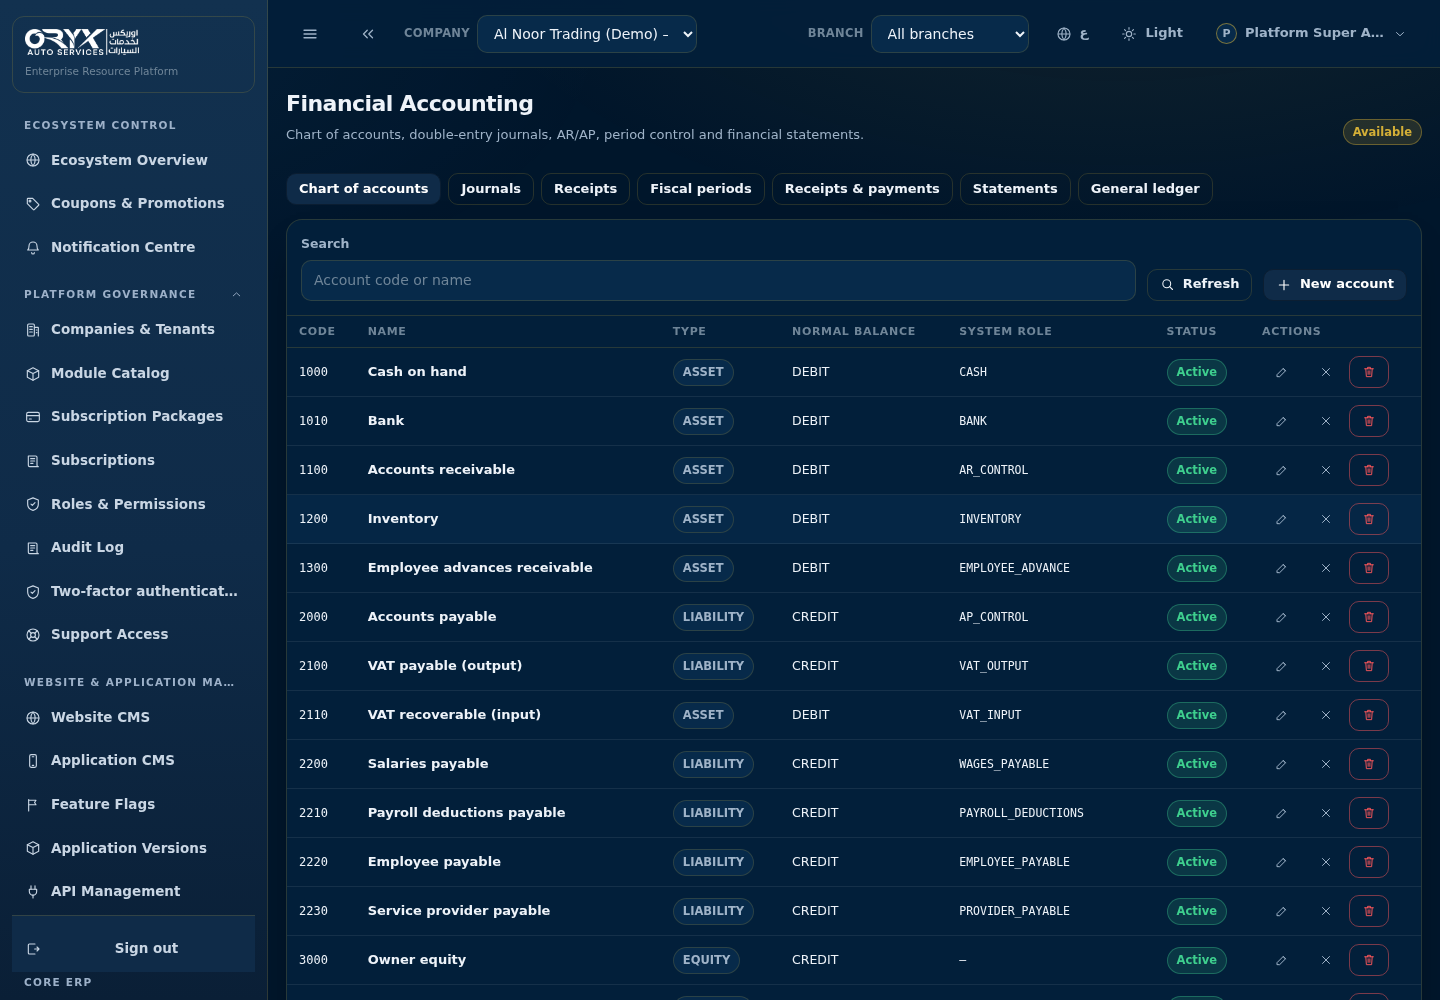 ORYX
اوريكس
لخدمات
السيارات
AUTO SERVICES
Enterprise Resource Platform
ECOSYSTEM CONTROL
Ecosystem Overview
Coupons & Promotions
Notification Centre
PLATFORM GOVERNANCE
Companies & Tenants
Module Catalog
Subscription Packages
Subscriptions
Roles & Permissions
Audit Log
Two-factor authenticat...
Support Access
WEBSITE & APPLICATION MA...
Website CMS
Application CMS
Feature Flags
Application Versions
API Management
Sign out
CORE ERP
COMPANY Al Noor Trading (Demo) – BRANCH All branches ع Light P Platform Super A...
Financial Accounting
Chart of accounts, double-entry journals, AR/AP, period control and financial statements.
Available
Chart of accounts Journals Receipts Fiscal periods Receipts & payments Statements General ledger
Search
Account code or name Refresh New account
CODE NAME TYPE NORMAL BALANCE SYSTEM ROLE STATUS ACTIONS
1000 Cash on hand ASSET DEBIT CASH Active
1010 Bank ASSET DEBIT BANK Active
1100 Accounts receivable ASSET DEBIT AR_CONTROL Active
1200 Inventory ASSET DEBIT INVENTORY Active
1300 Employee advances receivable ASSET DEBIT EMPLOYEE_ADVANCE Active
2000 Accounts payable LIABILITY CREDIT AP_CONTROL Active
2100 VAT payable (output) LIABILITY CREDIT VAT_OUTPUT Active
2110 VAT recoverable (input) ASSET DEBIT VAT_INPUT Active
2200 Salaries payable LIABILITY CREDIT WAGES_PAYABLE Active
2210 Payroll deductions payable LIABILITY CREDIT PAYROLL_DEDUCTIONS Active
2220 Employee payable LIABILITY CREDIT EMPLOYEE_PAYABLE Active
2230 Service provider payable LIABILITY CREDIT PROVIDER_PAYABLE Active
3000 Owner equity EQUITY CREDIT – Active